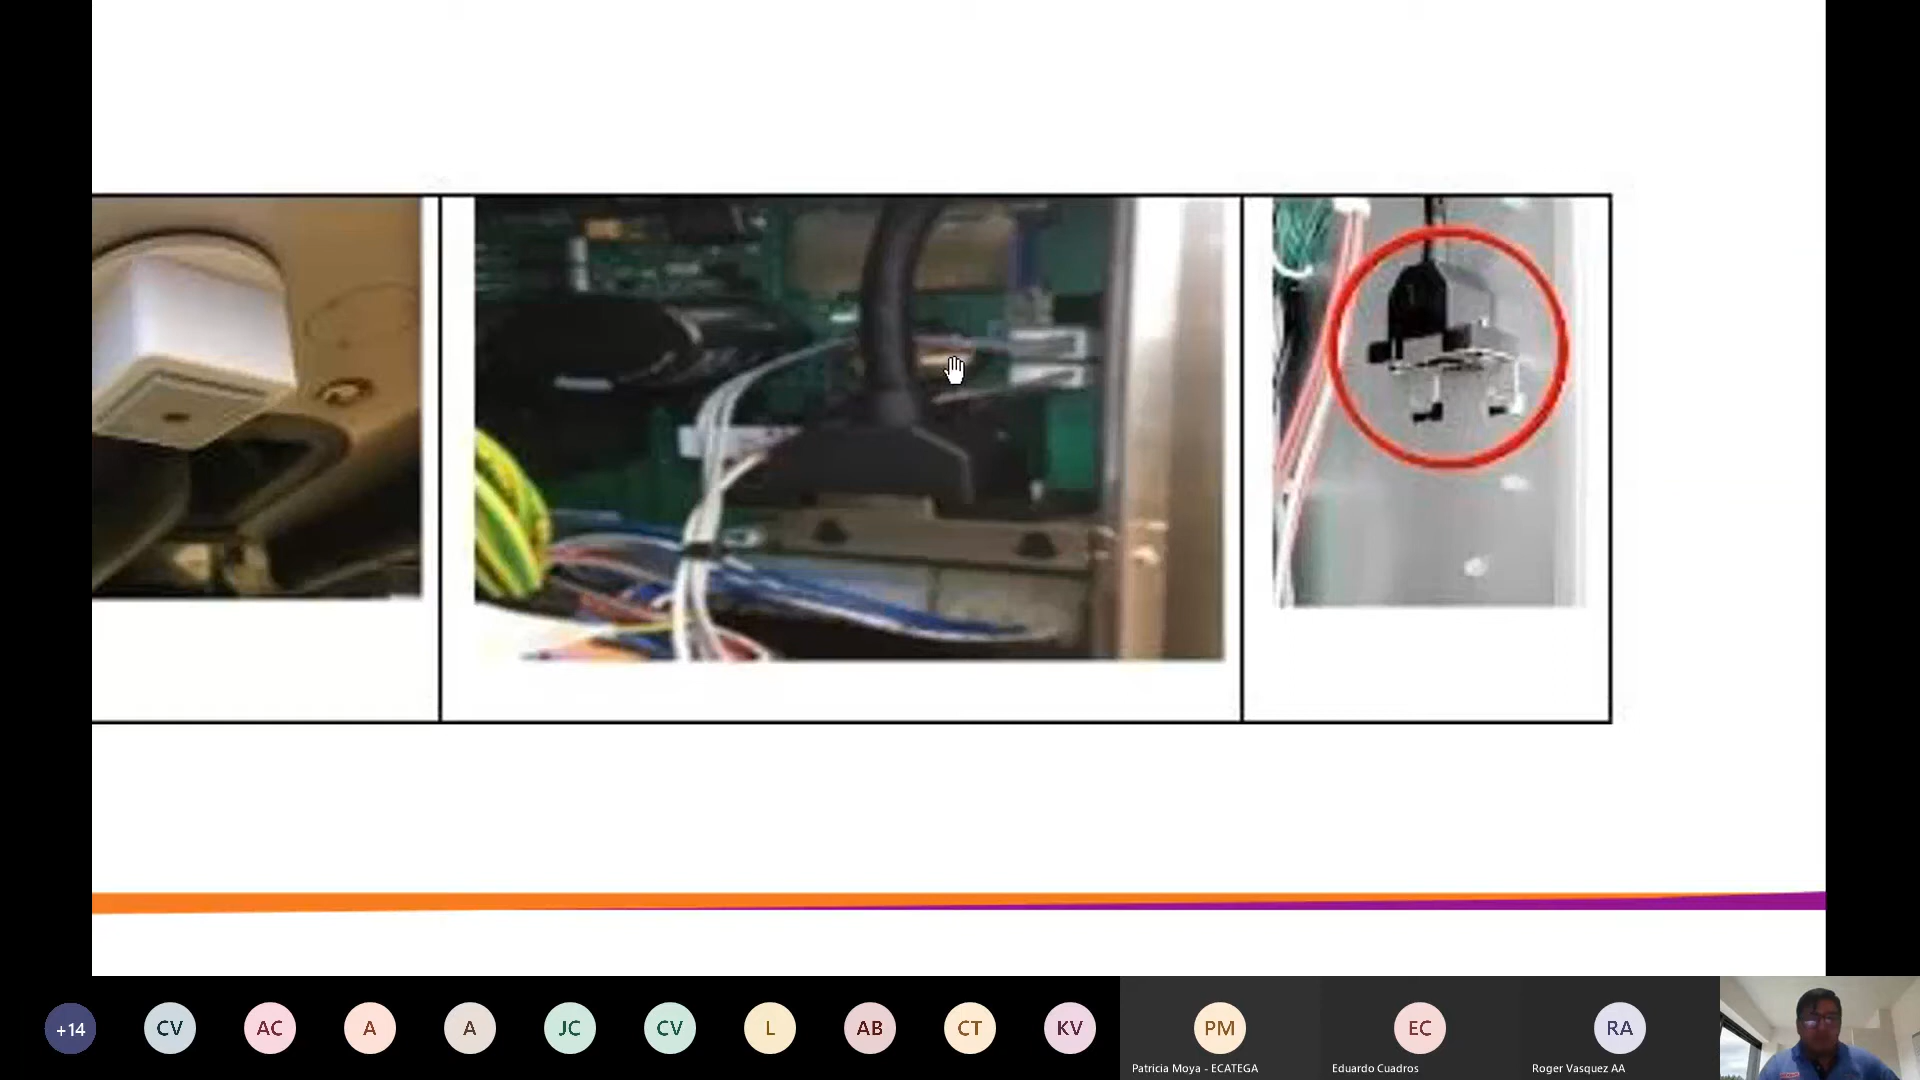 +14
CV
AC
A
A
JC
CV
L
AB
CT
KV
PM
EC
RA
Patricia Moya - ECATEGA
Eduardo Cuadros
Roger Vasquez AA